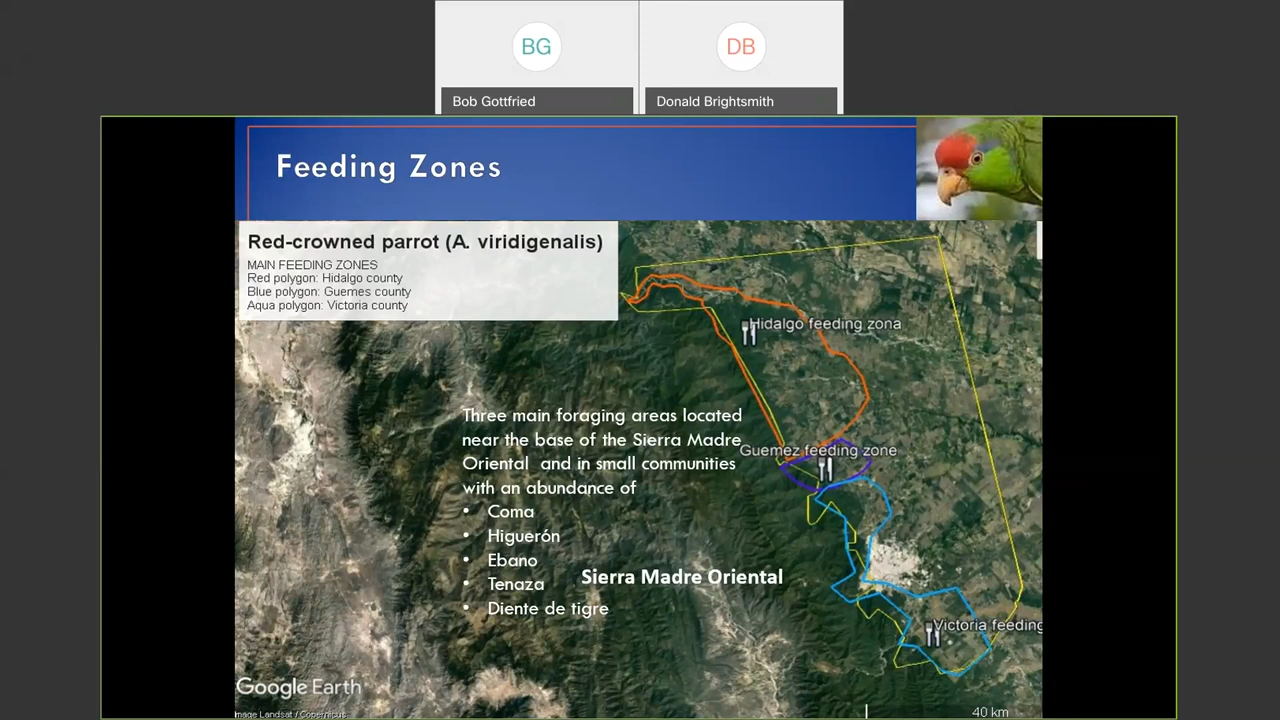 BG
DB
Bob Gottfried
Donald Brightsmith
Feeding Zones
Red-crowned parrot (A. viridigenalis)
MAIN FEEDING ZONES
Red polygon: Hidalgo county
Blue polygon: Guemes county
Aqua polygon: Victoria county
Hidalgo feeding zona
Three main foraging areas located
near the base of the Sierra Madre
Oriental and in small communities
with an abundance of
• Coma
• Higuerón
• Ebano
• Tenaza
• Diente de tigre
Guemez feeding zone
Sierra Madre Oriental
Victoria feeding
Google Earth
Image Landsat / Copernicus
40 km